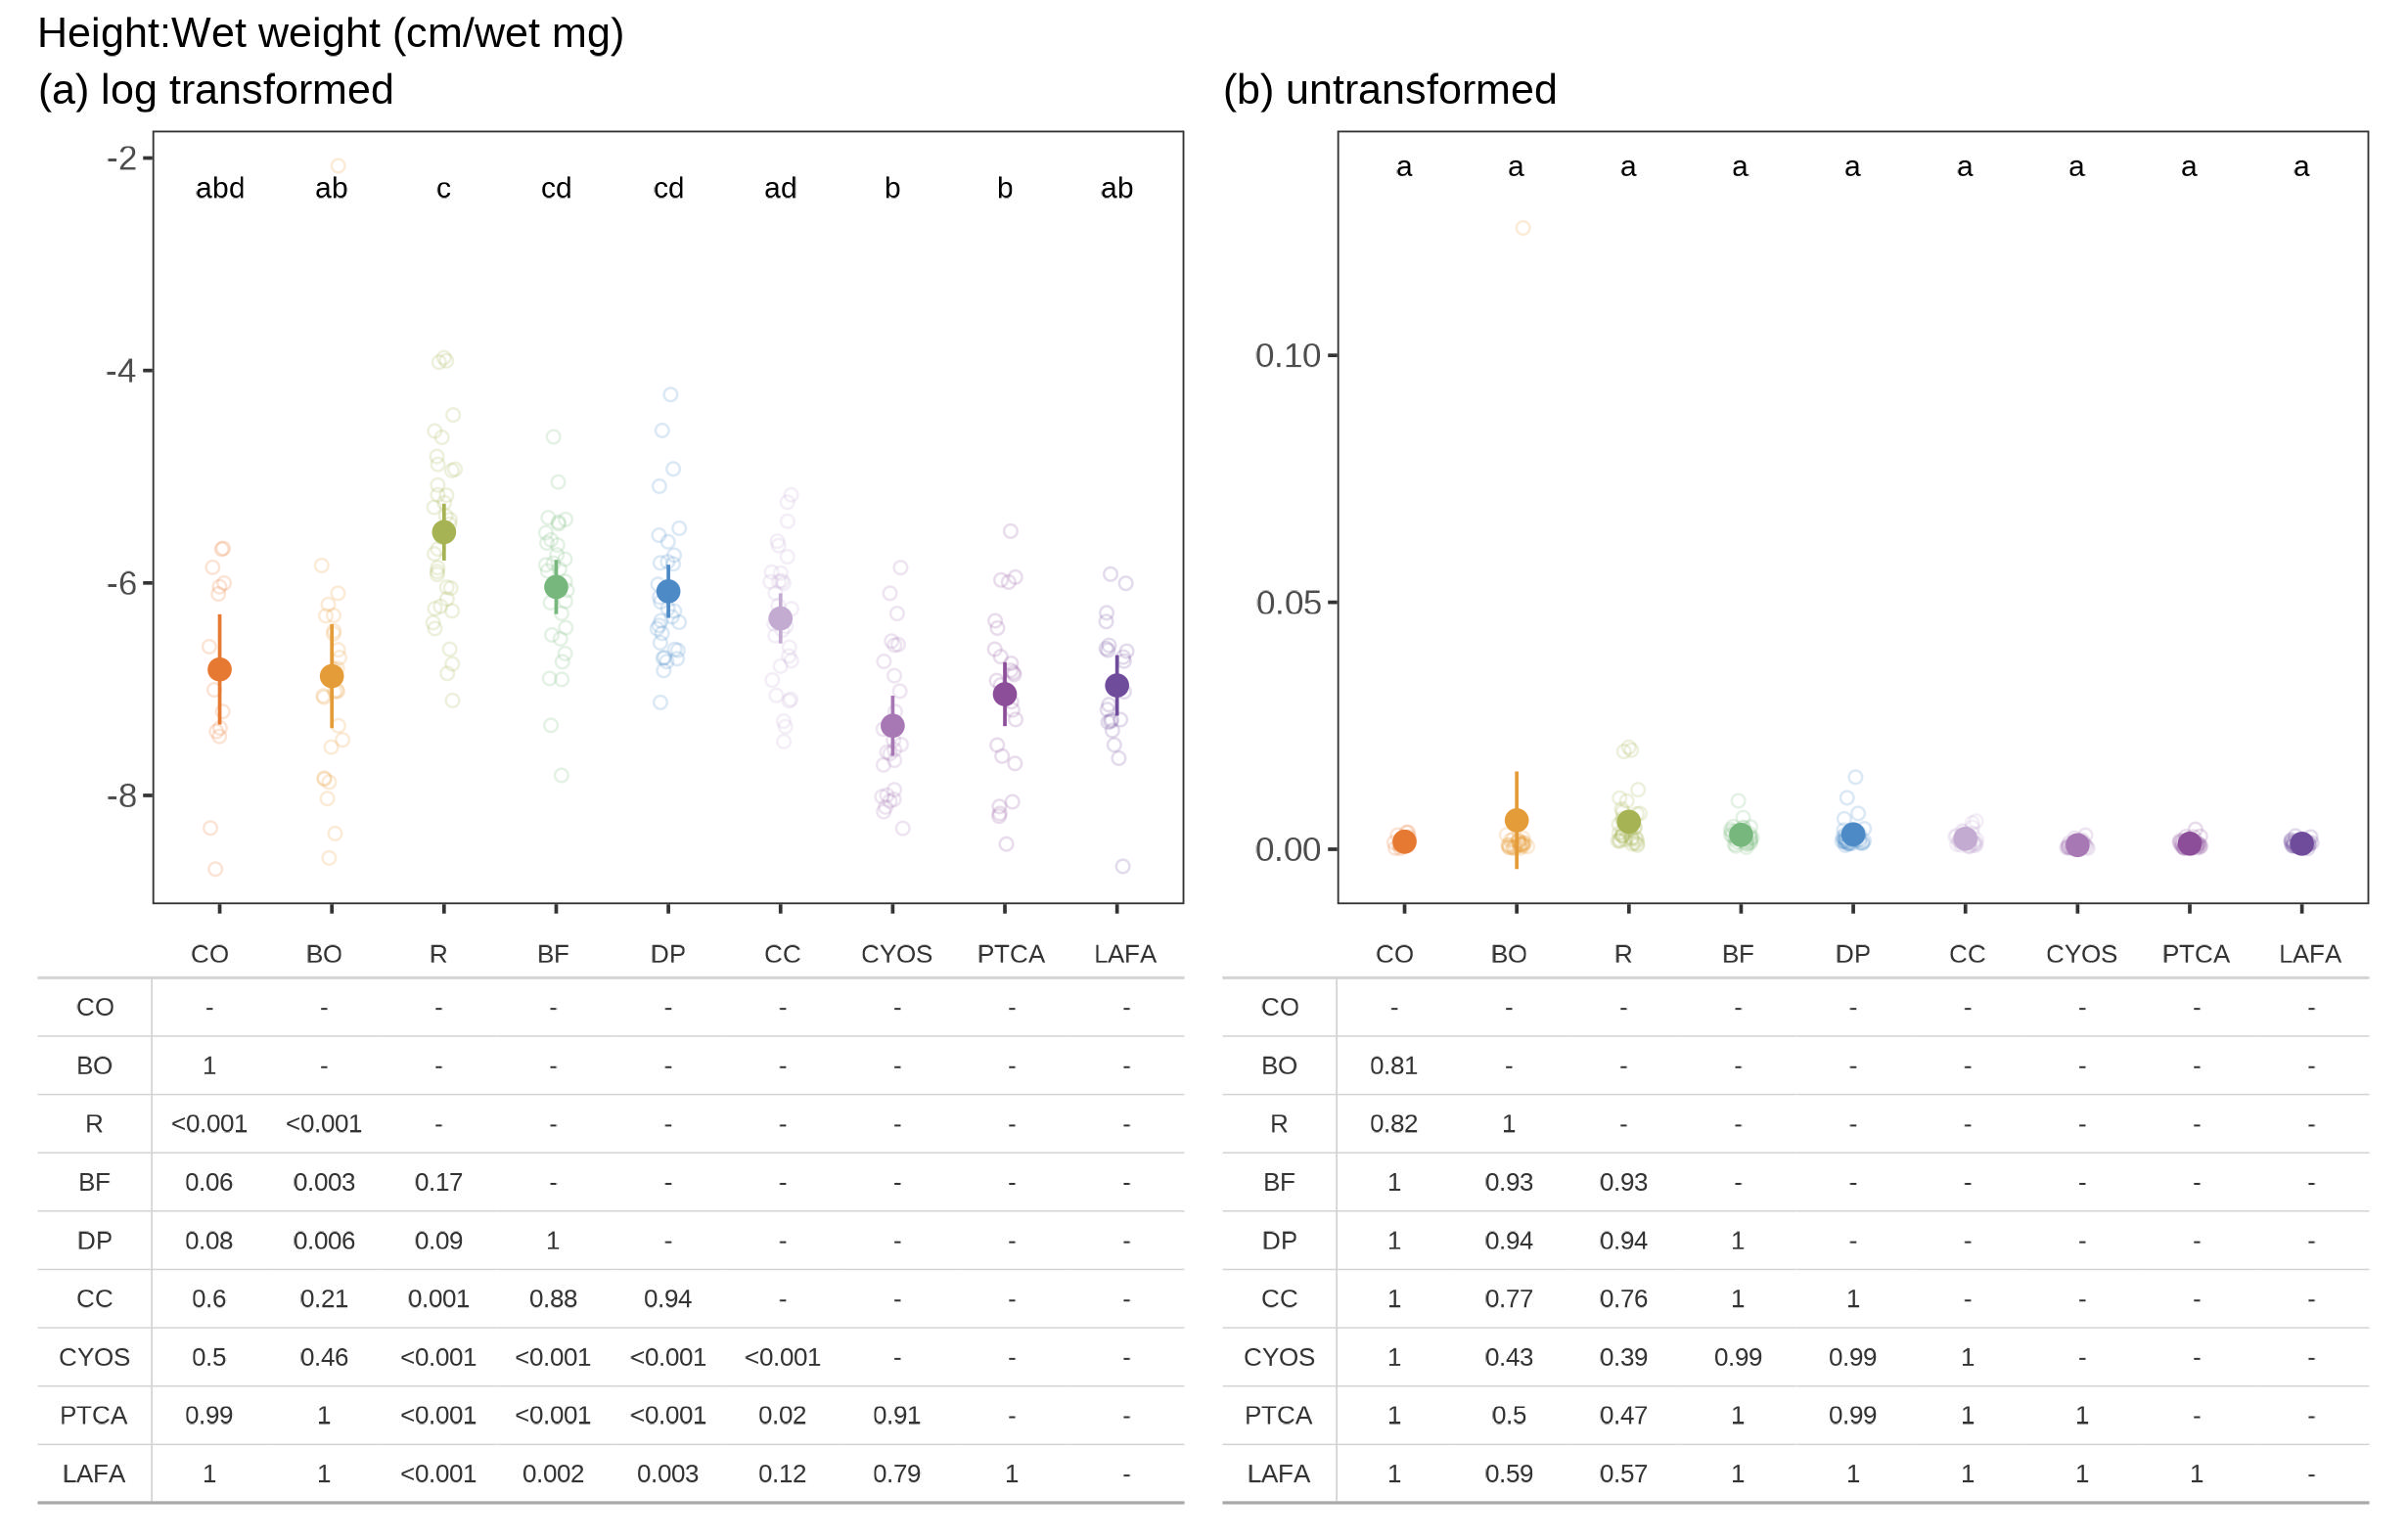 Height:Wet weight (cm/wet mg)
(a) log transformed
-2
abd ab c cd cd ad b b ab
-4
-6
-8
CO BO R BF DP CC CYOS PTCA LAFA
CO - - - - - - - - -
BO 1 - - - - - - - -
R <0.001 <0.001 - - - - - - -
BF 0.06 0.003 0.17 - - - - - -
DP 0.08 0.006 0.09 1 - - - - -
CC 0.6 0.21 0.001 0.88 0.94 - - - -
CYOS 0.5 0.46 <0.001 <0.001 <0.001 <0.001 - - -
PTCA 0.99 1 <0.001 <0.001 <0.001 0.02 0.91 - -
LAFA 1 1 <0.001 0.002 0.003 0.12 0.79 1 -
(b) untransformed
a a a a a a a a a
0.10
0.05
0.00
CO BO R BF DP CC CYOS PTCA LAFA
CO - - - - - - - - -
BO 0.81 - - - - - - - -
R 0.82 1 - - - - - - -
BF 1 0.93 0.93 - - - - - -
DP 1 0.94 0.94 1 - - - - -
CC 1 0.77 0.76 1 1 - - - -
CYOS 1 0.43 0.39 0.99 0.99 1 - - -
PTCA 1 0.5 0.47 1 0.99 1 1 - -
LAFA 1 0.59 0.57 1 1 1 1 1 -